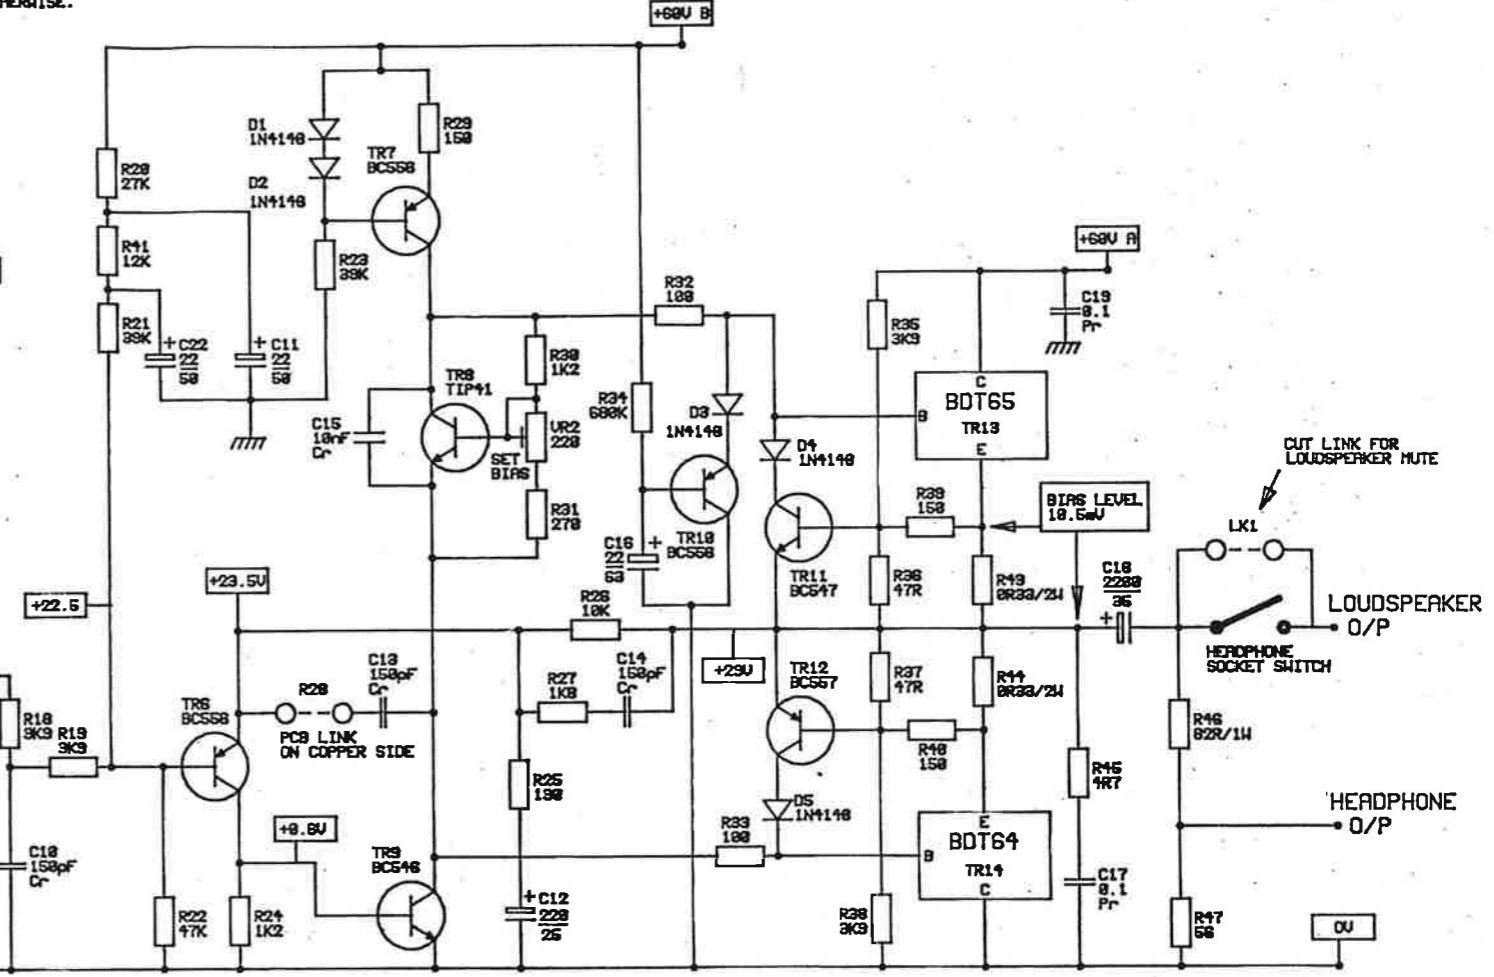 +60V B
D1
1N4148
R29
150
TR7
BC556
R20
27K
D2
1N4148
+60V A
R41
12K
R23
39K
R32
100
C19
0.1
Pr
R35
3K9
R21
39K
C22
22
50
C11
22
50
R30
1K2
TR8
TIP41
C
BDT65
B
TR13
E
R34
680K
D3
1N4148
C15
10nF
Cr
VR2
220
SET
BIAS
D4
1N4148
CUT LINK FOR
LOUDSPEAKER MUTE
R31
270
R39
150
BIAS LEVEL
10.5mV
LK1
TR10
BC556
C16
22
63
TR11
BC547
R36
47R
R43
0R33/2W
C18
2200
35
+23.5V
+22.5
R26
10K
LOUDSPEAKER
O/P
HEADPHONE
SOCKET SWITCH
+29V
C13
150pF
Cr
R28
C14
150pF
Cr
R27
1K8
TR12
BC557
R37
47R
R44
0R33/2W
TR6
BC556
R18
3K9
R19
3K9
PCB LINK
ON COPPER SIDE
R46
82R/1W
R40
150
R45
4R7
R25
130
D5
1N4148
HEADPHONE
O/P
+0.6V
R33
100
E
BDT64
B
TR14
C
C10
150pF
Cr
TR9
BC546
C17
0.1
Pr
C12
220
25
R22
47K
R24
1K2
R38
3K9
R47
56
0V